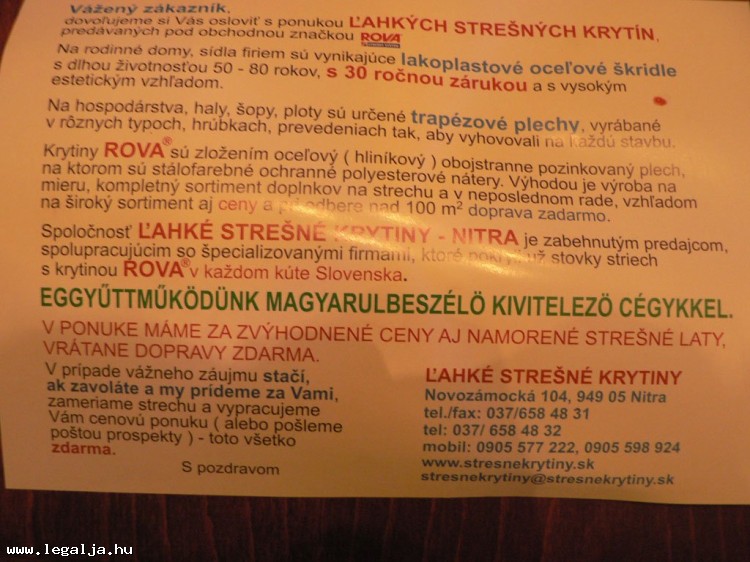 Vážený zákazník,
dovoľujeme si Vás osloviť s ponukou ĽAHKÝCH STREŠNÝCH KRYTÍN,
predávaných pod obchodnou značkou ROVA
Na rodinné domy, sídla firiem sú vynikajúce lakoplastové oceľové škridle
s dlhou životnosťou 50 - 80 rokov, s 30 ročnou zárukou a s vysokým
estetickým vzhľadom.
Na hospodárstva, haly, šopy, ploty sú určené trapézové plechy, vyrábané
v rôznych typoch, hrúbkach, prevedeniach tak, aby vyhovovali na každú stavbu.
Krytiny ROVA® sú zložením oceľový ( hliníkový ) obojstranne pozinkovaný plech,
na ktorom sú stálofarebné ochranné polyesterové nátery. Výhodou je výroba na
mieru, kompletný sortiment doplnkov na strechu a v neposlednom rade, vzhľadom
na široký sortiment aj ceny a pri odbere nad 100 m² doprava zadarmo.
Spoločnosť ĽAHKÉ STREŠNÉ KRYTINY - NITRA je zabehnutým predajcom,
spolupracujúcim so špecializovanými firmami, ktoré pokryli už stovky striech
s krytinou ROVA® v každom kúte Slovenska.
EGGYŰTTMŰKÖDÜNK MAGYARULBESZÉLÖ KIVITELEZÖ CÉGYKKEL.
V PONUKE MÁME ZA ZVÝHODNENÉ CENY AJ NAMORENÉ STREŠNÉ LATY,
VRÁTANE DOPRAVY ZDARMA.
V prípade vážneho záujmu stačí,
ak zavoláte a my prídeme za Vami,
zameriame strechu a vypracujeme
Vám cenovú ponuku ( alebo pošleme
poštou prospekty ) - toto všetko
zdarma.
S pozdravom
ĽAHKÉ STREŠNÉ KRYTINY
Novozámocká 104, 949 05 Nitra
tel./fax: 037/658 48 31
tel: 037/ 658 48 32
mobil: 0905 577 222, 0905 598 924
www.stresnekrytiny.sk
stresnekrytiny@stresnekrytiny.sk
www.legalja.hu